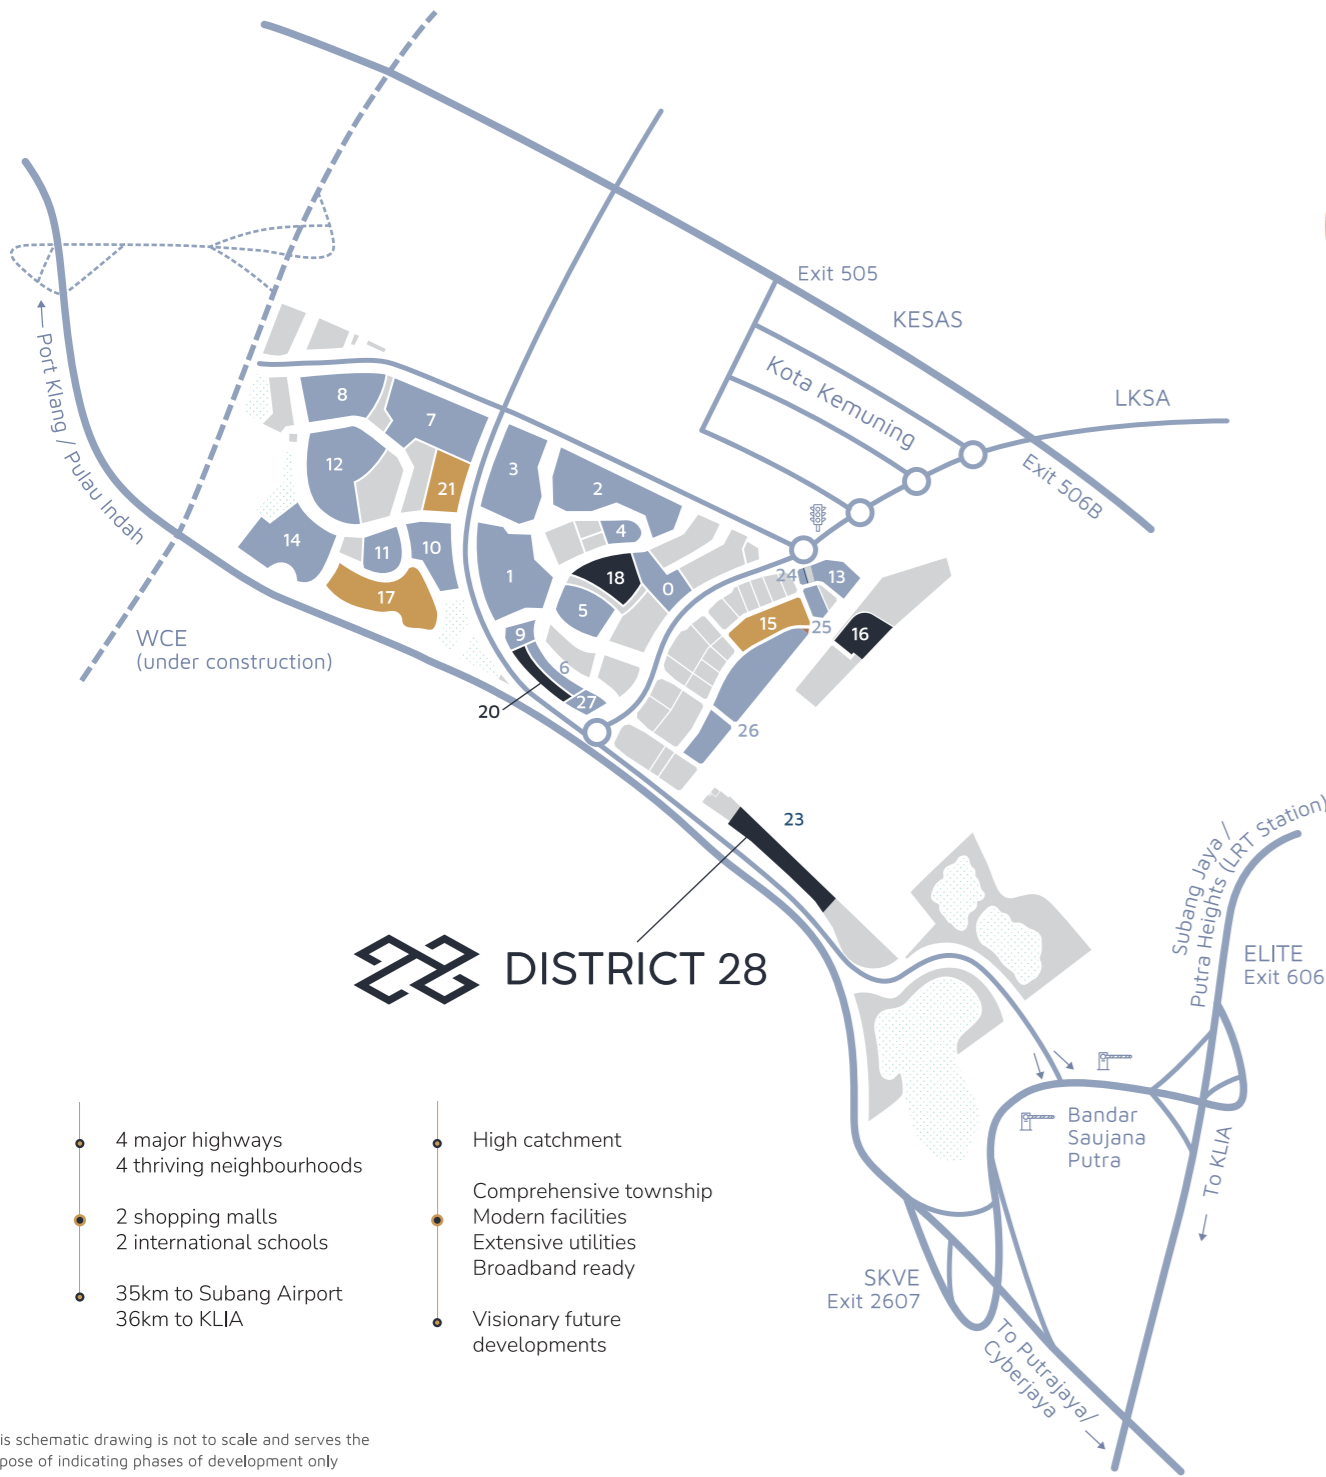 Exit 505
KESAS
Kota Kemuning
LKSA
Exit 506B
← Port Klang / Pulau Indah
WCE
(under construction)
8
7
3
2
12
21
4
14
11
10
1
18
0
17
5
24
13
15
25
16
9
6
20
27
26
23
DISTRICT 28
Subang Jaya /
Putra Heights (LRT Station)
ELITE
Exit 606
Bandar
Saujana
Putra
To KLIA
SKVE
Exit 2607
To Putrajaya/
Cyberjaya
4 major highways
4 thriving neighbourhoods
2 shopping malls
2 international schools
35km to Subang Airport
36km to KLIA
High catchment
Comprehensive township
Modern facilities
Extensive utilities
Broadband ready
Visionary future
developments
is schematic drawing is not to scale and serves the
pose of indicating phases of development only